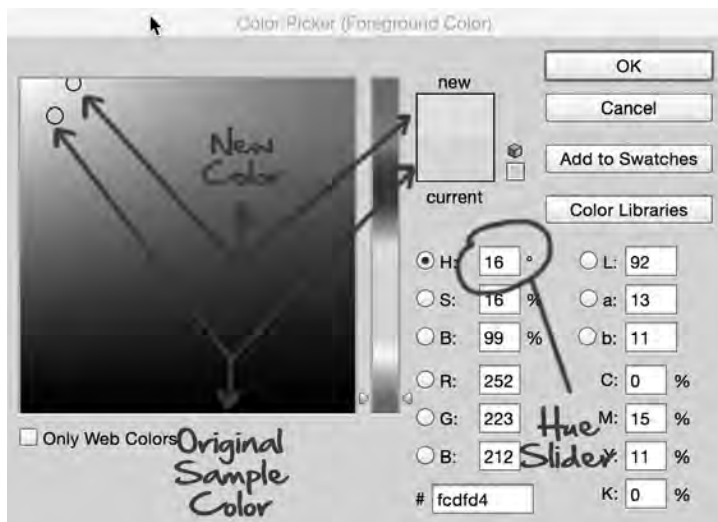 Color Picker (Foreground Color)
new
current
OK
Cancel
Add to Swatches
Color Libraries
New
Color
H: 16 °
S: 16 %
B: 99 %
R: 252
G: 223
B: 212
# fcdfd4
L: 92
a: 13
b: 11
C: 0 %
M: 15 %
Y: 11 %
K: 0 %
Only Web Colors
Original
Sample
Color
Hue
Slider